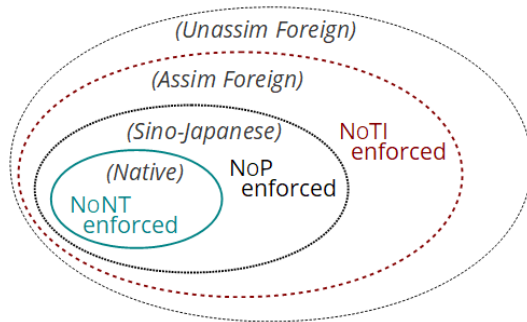 (Unassim Foreign)
(Assim Foreign)
(Sino-Japanese)
(Native)
NoNT
enforced
NoP
enforced
NoTI
enforced